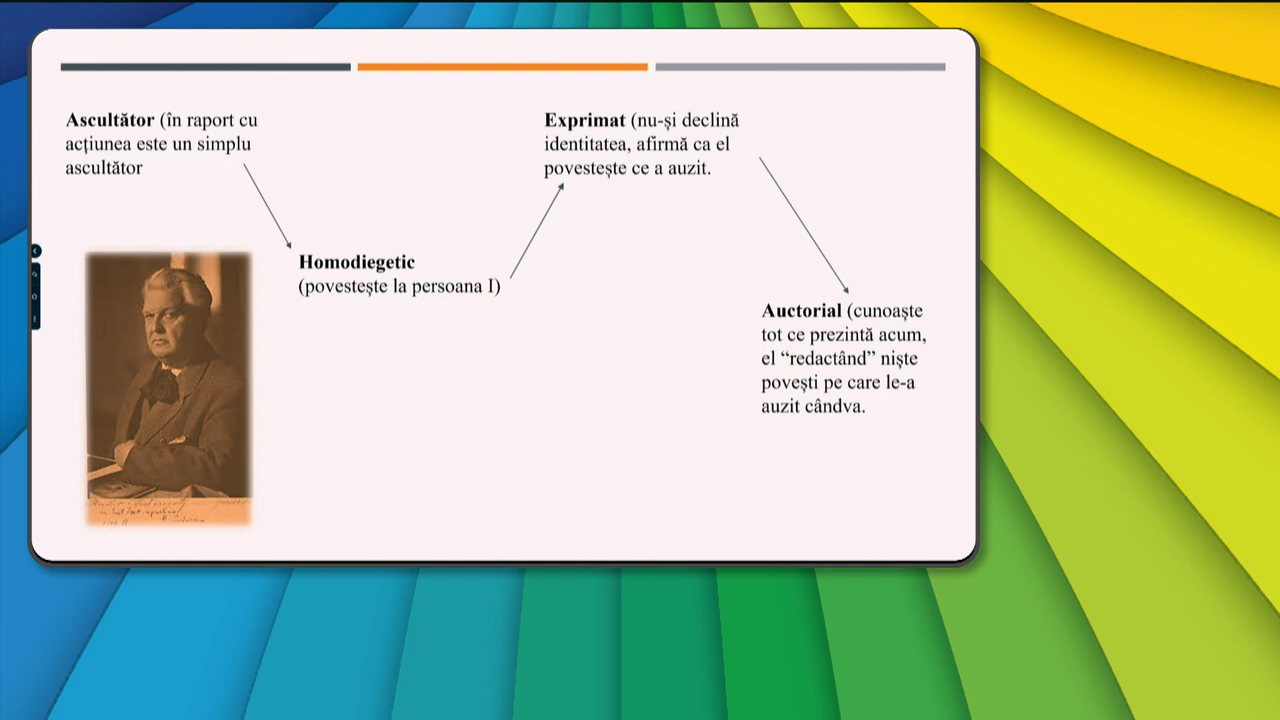 Ascultător (în raport cu
acțiunea este un simplu
ascultător
Exprimat (nu-și declină
identitatea, afirmă ca el
povestește ce a auzit.
Homodiegetic
(povestește la persoana I)
Auctorial (cunoaște
tot ce prezintă acum,
el “redactând” niște
povești pe care le-a
auzit cândva.